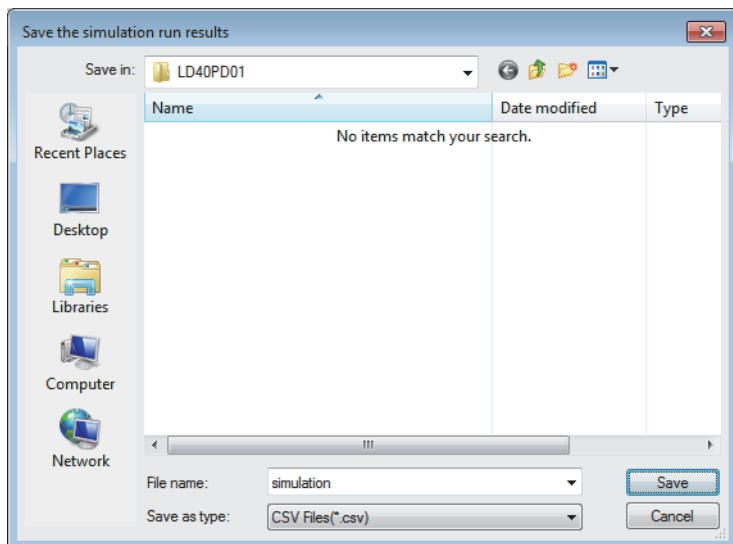 Save the simulation run results
Save in: LD40PD01
Name Date modified Type
No items match your search.
Recent Places
Desktop
Libraries
Computer
Network
File name: simulation Save
Save as type: CSV Files(*.csv) Cancel